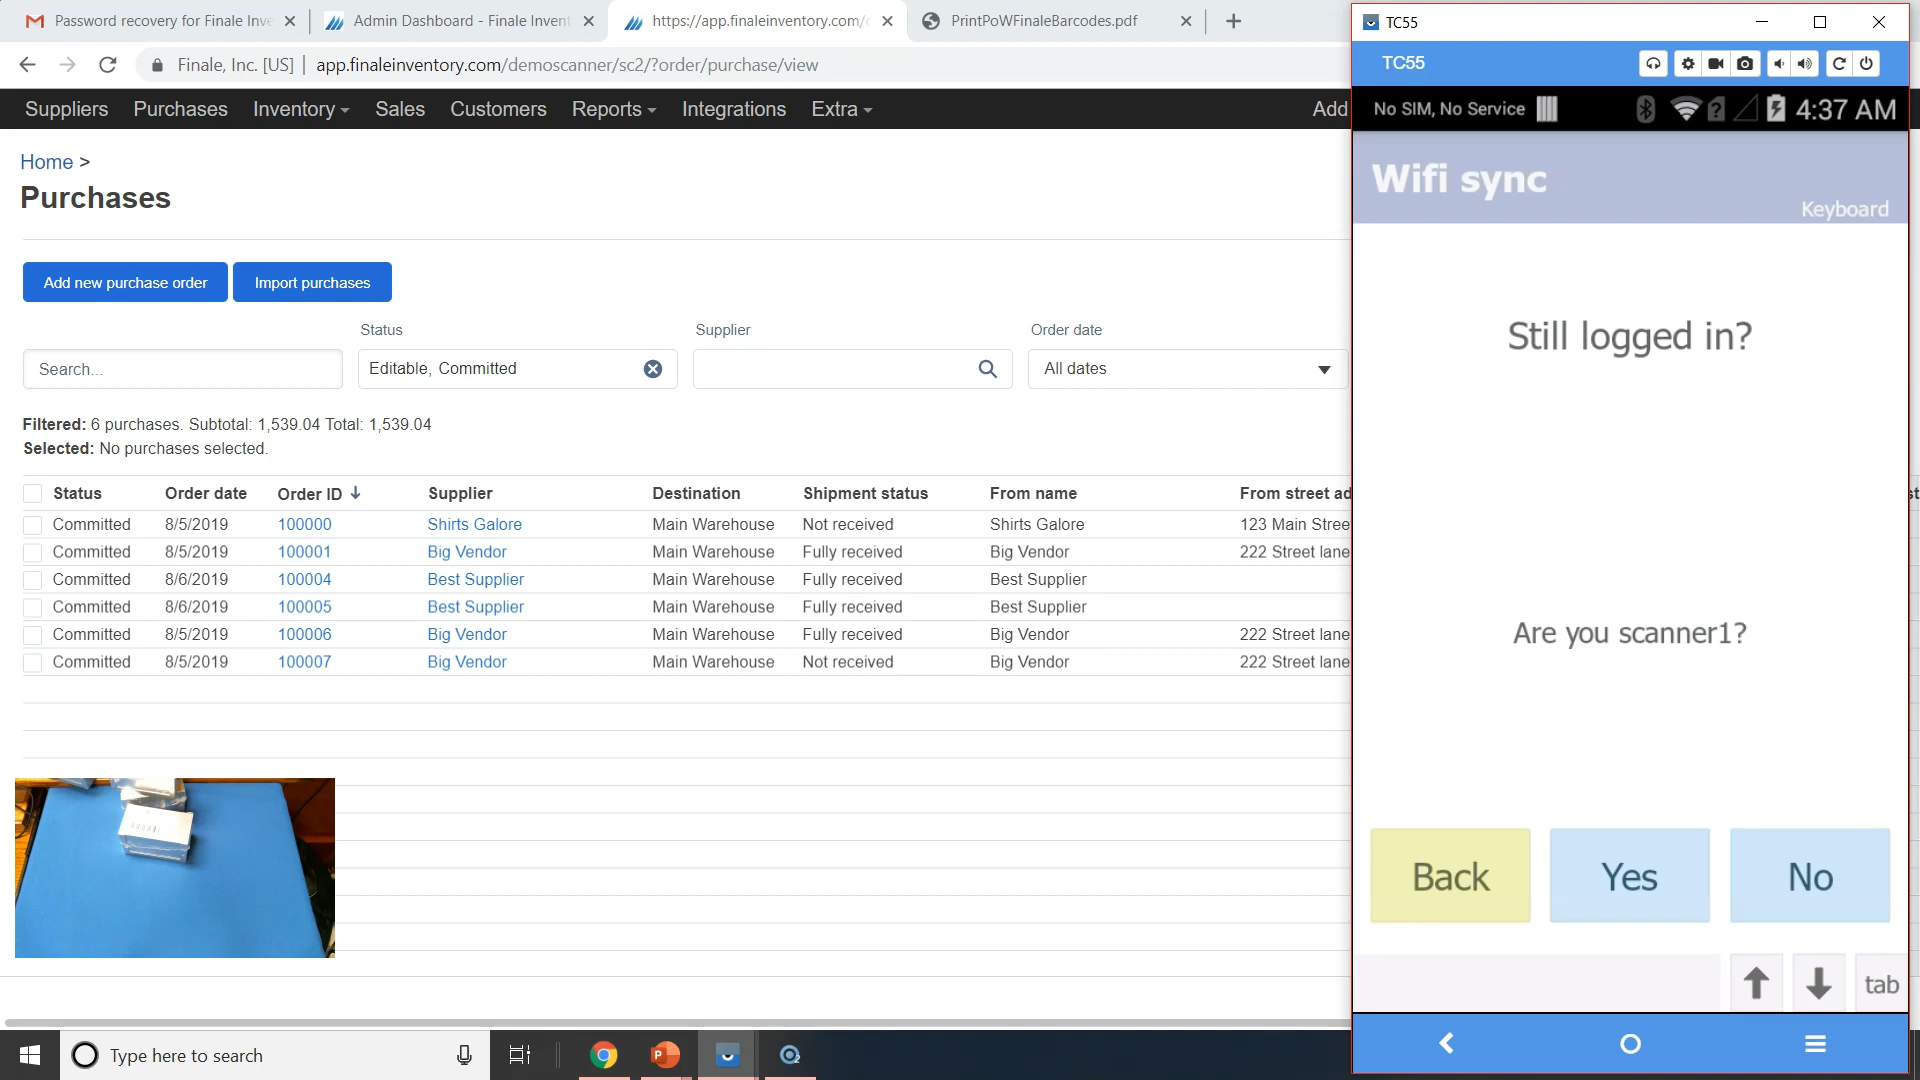 Password recovery for Finale Inve
Admin Dashboard - Finale Invent
https://app.finaleinventory.com/
PrintPoWFinaleBarcodes.pdf
Finale, Inc. [US] | app.finaleinventory.com/demoscanner/sc2/?order/purchase/view
Suppliers Purchases Inventory Sales Customers Reports Integrations Extra Add
Home >
Purchases
Add new purchase order Import purchases
Status Supplier Order date
Search... Editable, Committed All dates
Filtered: 6 purchases. Subtotal: 1,539.04 Total: 1,539.04
Selected: No purchases selected.
Status Order date Order ID Supplier Destination Shipment status From name From street ad
Committed 8/5/2019 100000 Shirts Galore Main Warehouse Not received Shirts Galore 123 Main Stree
Committed 8/5/2019 100001 Big Vendor Main Warehouse Fully received Big Vendor 222 Street lane
Committed 8/6/2019 100004 Best Supplier Main Warehouse Fully received Best Supplier
Committed 8/6/2019 100005 Best Supplier Main Warehouse Fully received Best Supplier
Committed 8/5/2019 100006 Big Vendor Main Warehouse Fully received Big Vendor 222 Street lane
Committed 8/5/2019 100007 Big Vendor Main Warehouse Not received Big Vendor 222 Street lane
Type here to search
TC55
TC55
No SIM, No Service 4:37 AM
Wifi sync
Keyboard
Still logged in?
Are you scanner1?
Back Yes No
tab